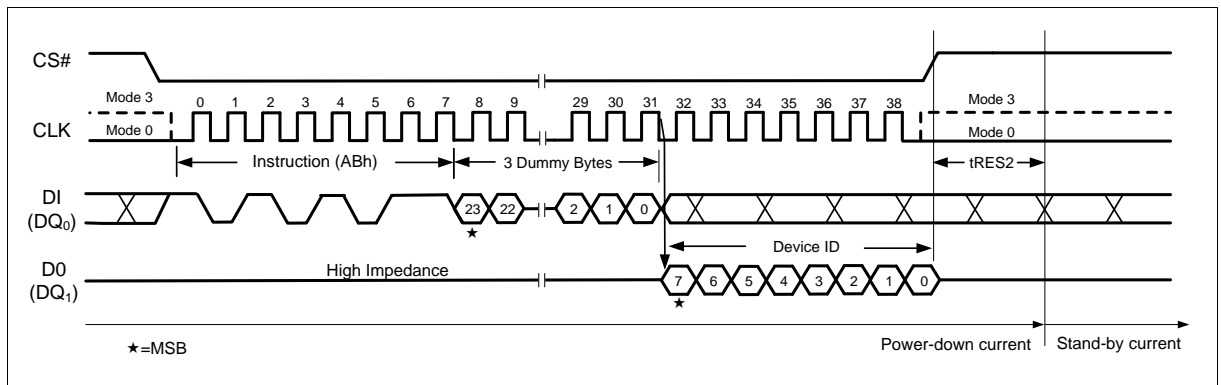 CS#
Mode 3
0 1 2 3 4 5 6 7 8 9 29 30 31 32 33 34 35 36 37 38
Mode 3
CLK
Mode 0
Mode 0
Instruction (ABh)
3 Dummy Bytes
tRES2
DI
(DQ0)
23 22 2 1 0
★
Device ID
D0
(DQ1)
High Impedance
7 6 5 4 3 2 1 0
★
★=MSB
Power-down current
Stand-by current